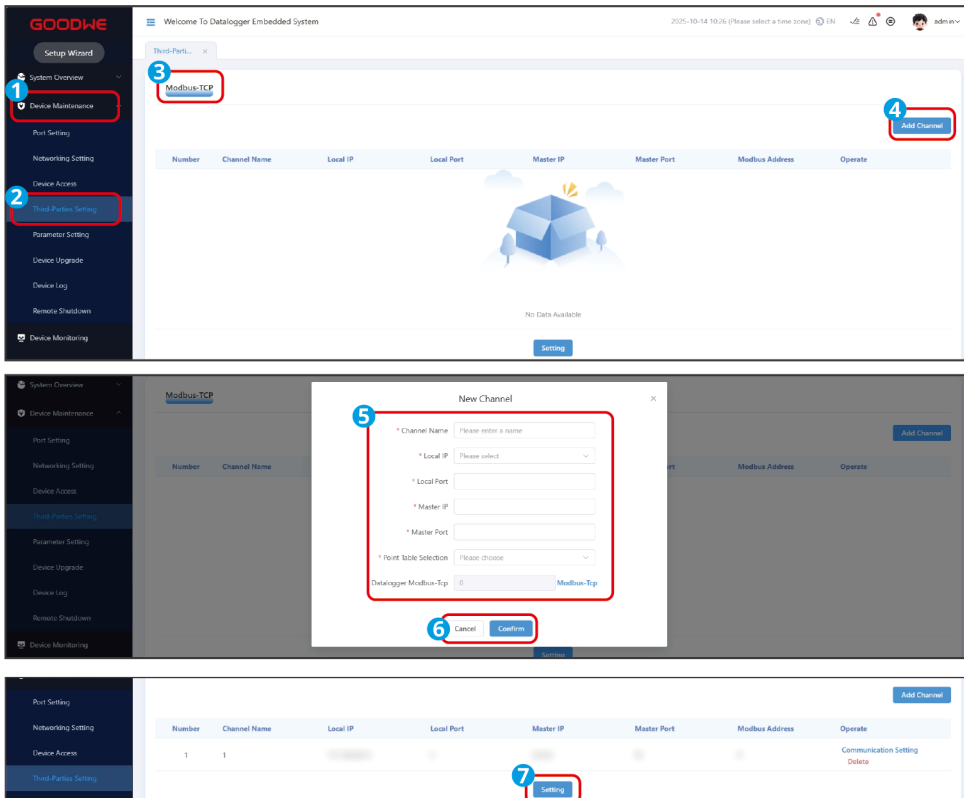 GOODWE
Welcome To Datalogger Embedded System
2025-10-14 10:26 (Please select a time zone) EN
admin
Setup Wizard
Third-Parti... ×
System Overview
3
Modbus-TCP
1
Device Maintenance
4
Add Channel
Port Setting
Networking Setting
Number Channel Name Local IP Local Port Master IP Master Port Modbus Address Operate
Device Access
2
Third-Parties Setting
Parameter Setting
Device Upgrade
Device Log
Remote Shutdown
No Data Available
Device Monitoring
Setting
System Overview
Modbus-TCP
New Channel ×
Device Maintenance
5
* Channel Name Please enter a name
Add Channel
Port Setting
* Local IP Please select
Networking Setting
Number Channel Name
rt Modbus Address Operate
* Local Port
Device Access
* Master IP
Third-Parties Setting
* Master Port
Parameter Setting
* Point Table Selection Please choose
Device Upgrade
Datalogger Modbus-Tcp 0 Modbus-Tcp
Device Log
Remote Shutdown
6
Cancel Confirm
Device Monitoring
Setting
Port Setting
Add Channel
Networking Setting
Number Channel Name Local IP Local Port Master IP Master Port Modbus Address Operate
Device Access
1 1
Communication Setting
Delete
Third-Parties Setting
7
Setting